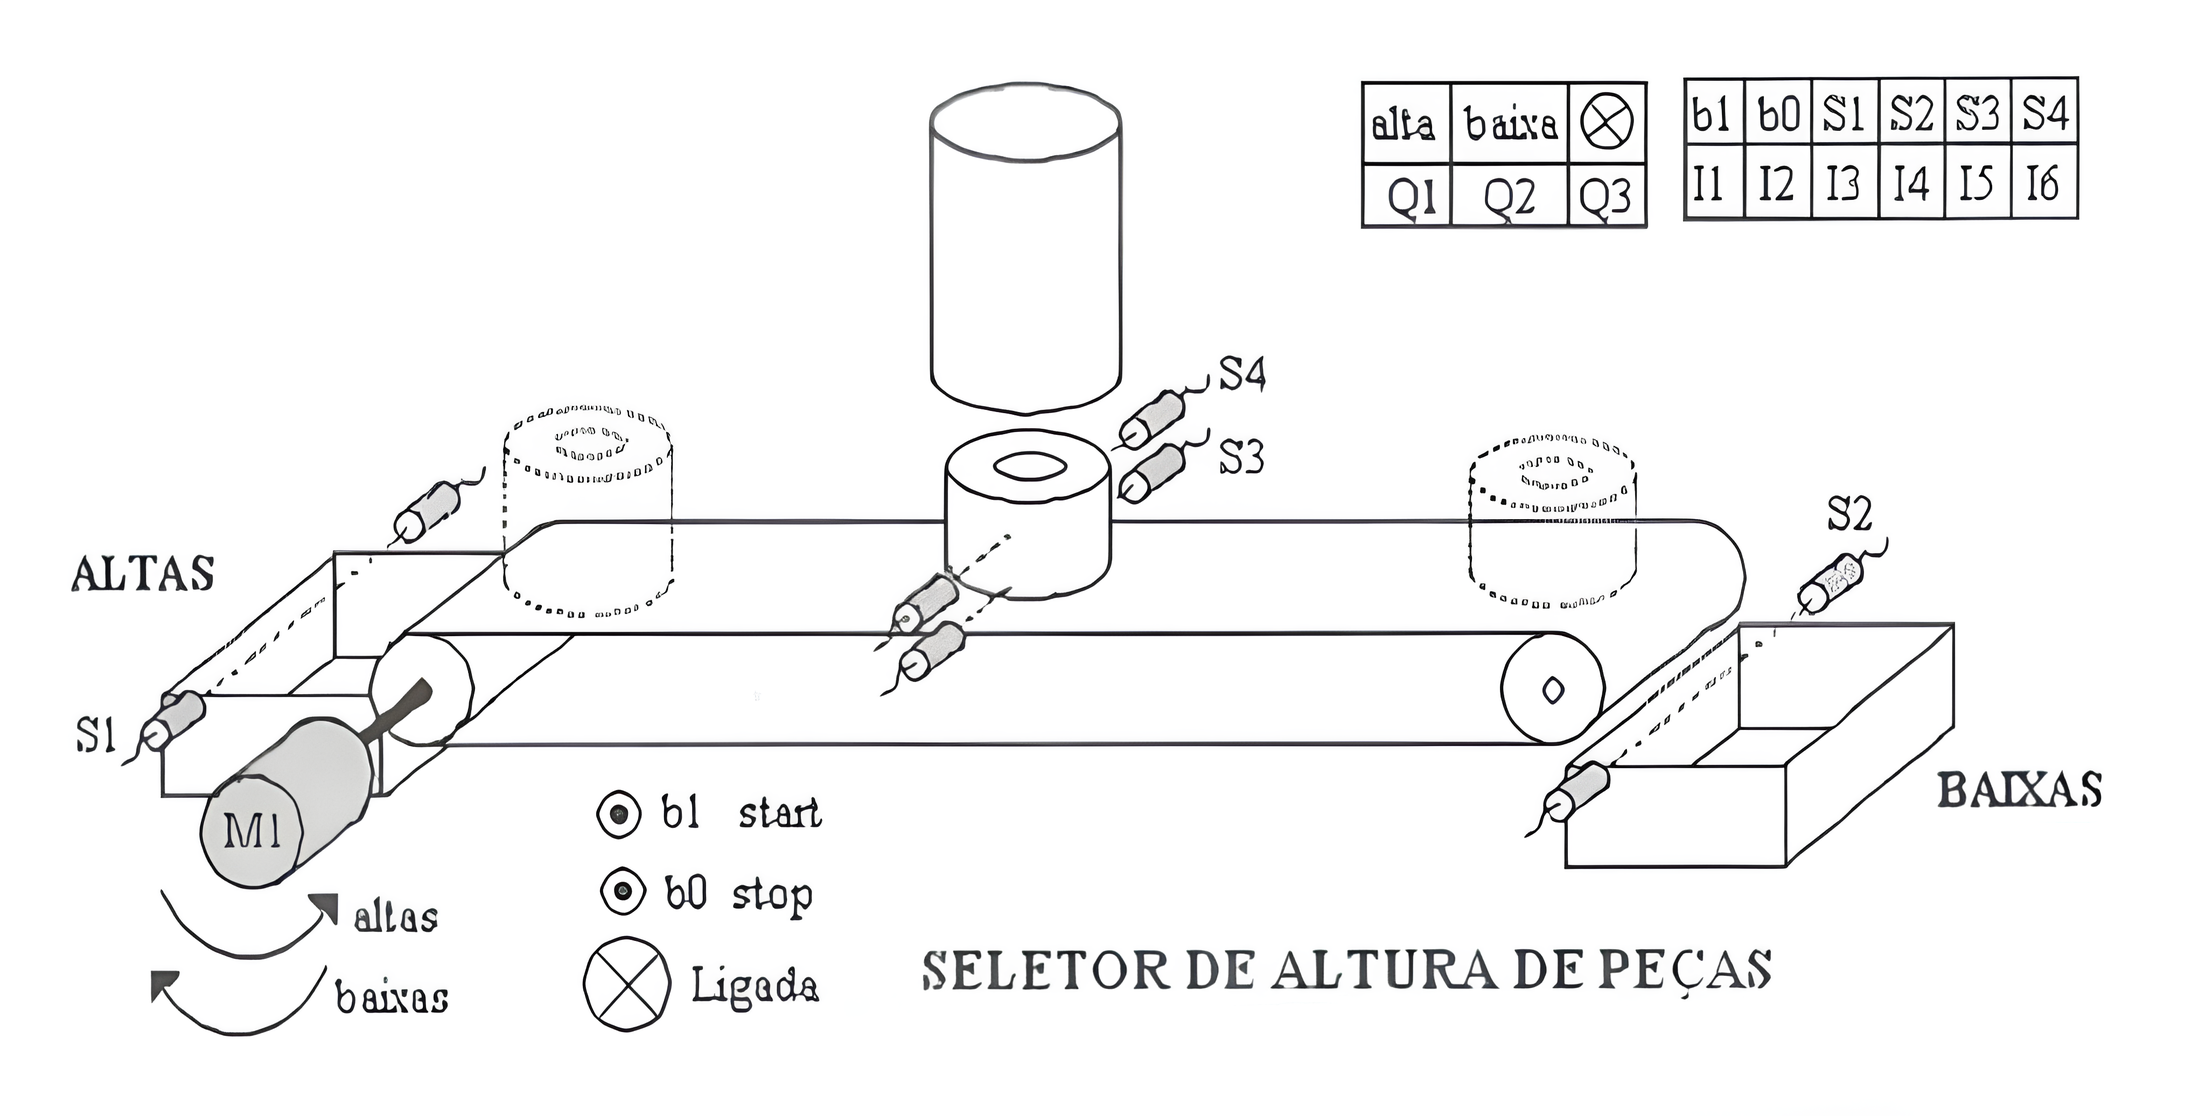 alta baixa
Q1 Q2 Q3
b1 b0 S1 S2 S3 S4
I1 I2 I3 I4 I5 I6
S4
S3
S2
ALTAS
S1
BAIXAS
M1
b1 start
b0 stop
altas
baixas
Ligada
SELETOR DE ALTURA DE PEÇAS